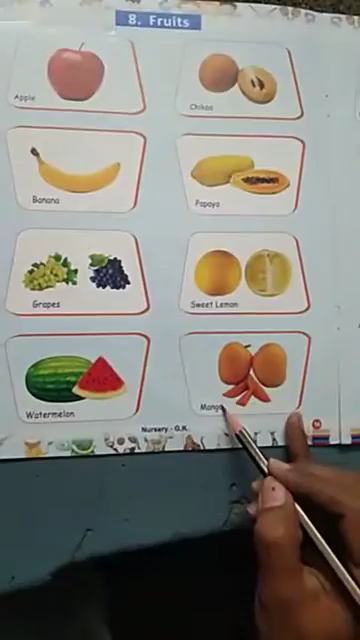 8. Fruits
Apple
Chikoo
Banana
Papaya
Grapes
Sweet Lemon
Watermelon
Mango
Nursery - G.K.